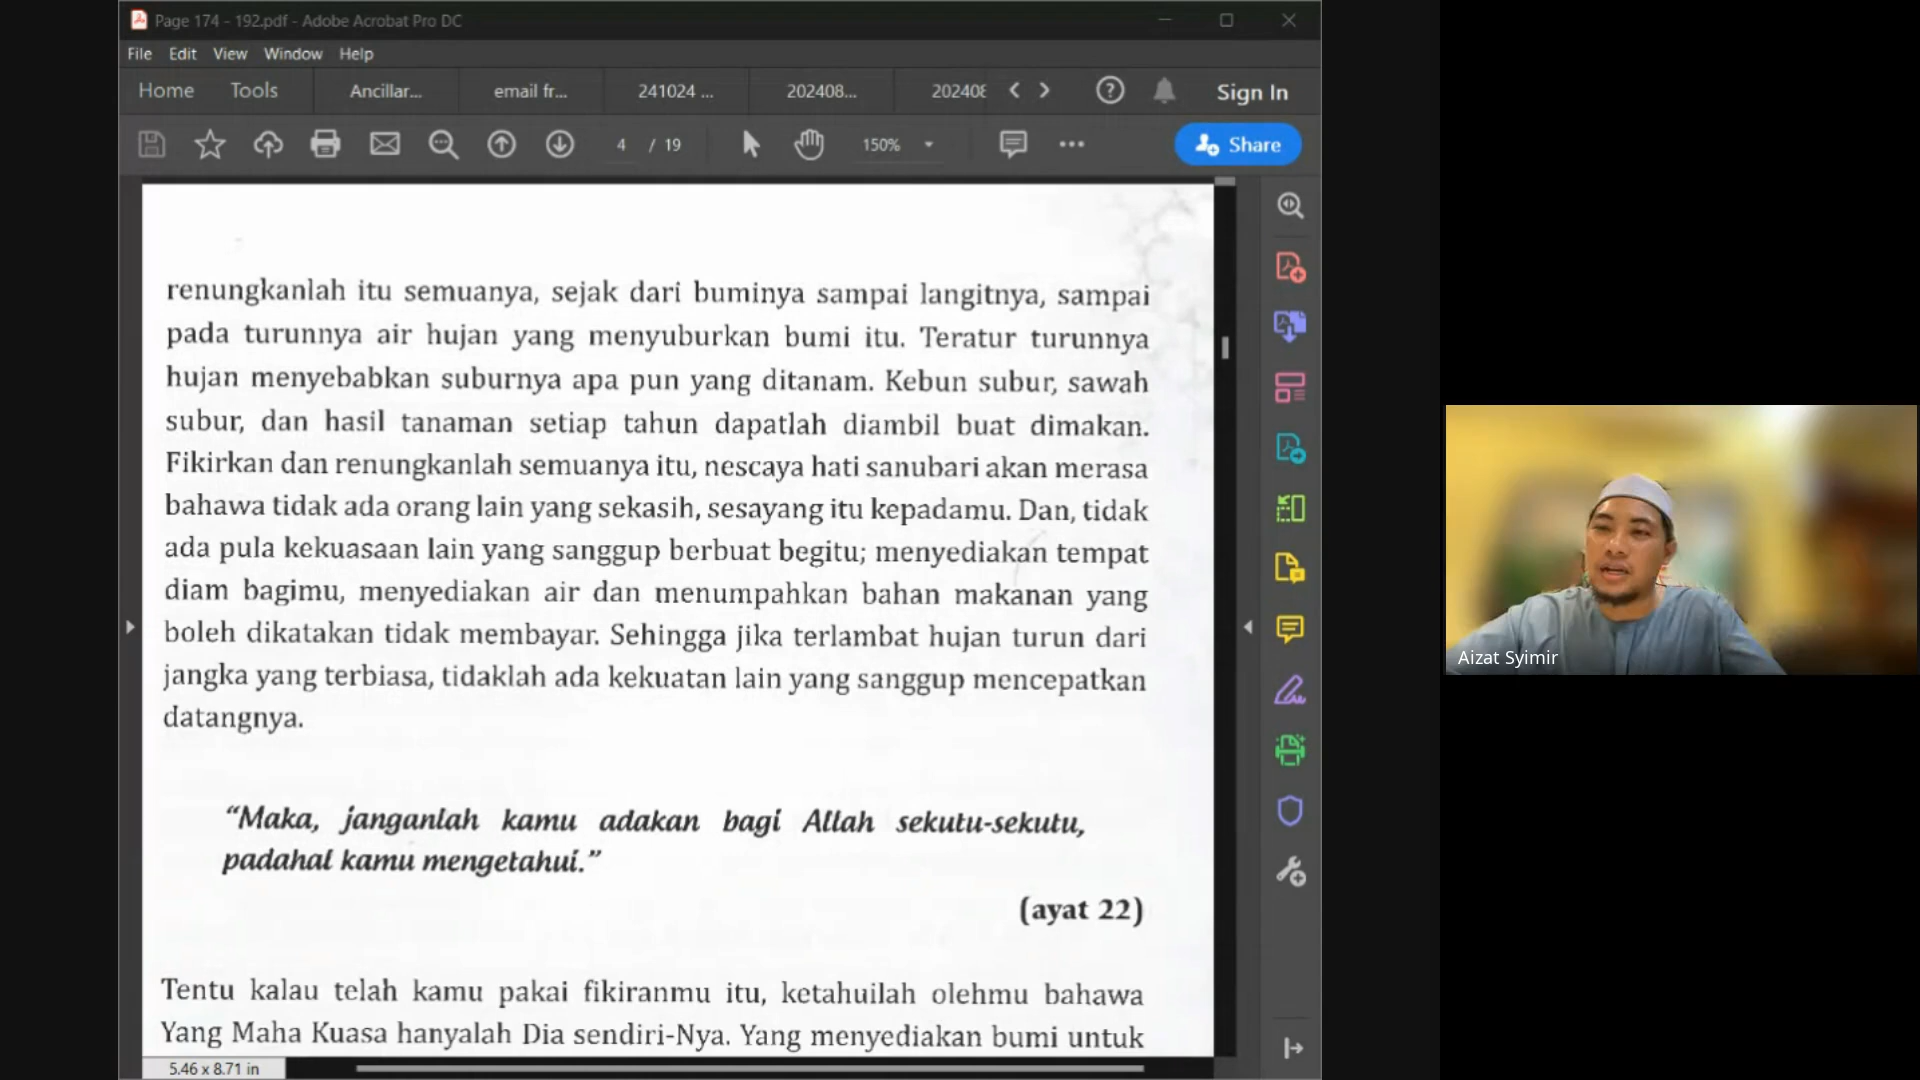 Page 174 - 192.pdf - Adobe Acrobat Pro DC
File Edit View Window Help
Home Tools Ancillar... email fr... 241024 ... 202408... 202408 Sign In
4 / 19 150% Share
renungkanlah itu semuanya, sejak dari buminya sampai langitnya, sampai
pada turunnya air hujan yang menyuburkan bumi itu. Teratur turunnya
hujan menyebabkan suburnya apa pun yang ditanam. Kebun subur, sawah
subur, dan hasil tanaman setiap tahun dapatlah diambil buat dimakan.
Fikirkan dan renungkanlah semuanya itu, nescaya hati sanubari akan merasa
bahawa tidak ada orang lain yang sekasih, sesayang itu kepadamu. Dan, tidak
ada pula kekuasaan lain yang sanggup berbuat begitu; menyediakan tempat
diam bagimu, menyediakan air dan menumpahkan bahan makanan yang
boleh dikatakan tidak membayar. Sehingga jika terlambat hujan turun dari
jangka yang terbiasa, tidaklah ada kekuatan lain yang sanggup mencepatkan
datangnya.
“Maka, janganlah kamu adakan bagi Allah sekutu-sekutu,
padahal kamu mengetahui.”
(ayat 22)
Tentu kalau telah kamu pakai fikiranmu itu, ketahuilah olehmu bahawa
Yang Maha Kuasa hanyalah Dia sendiri-Nya. Yang menyediakan bumi untuk
5.46 x 8.71 in
Aizat Syimir